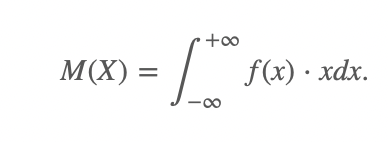 M(X) = ∫_{-∞}^{+∞} f(x) · xdx.